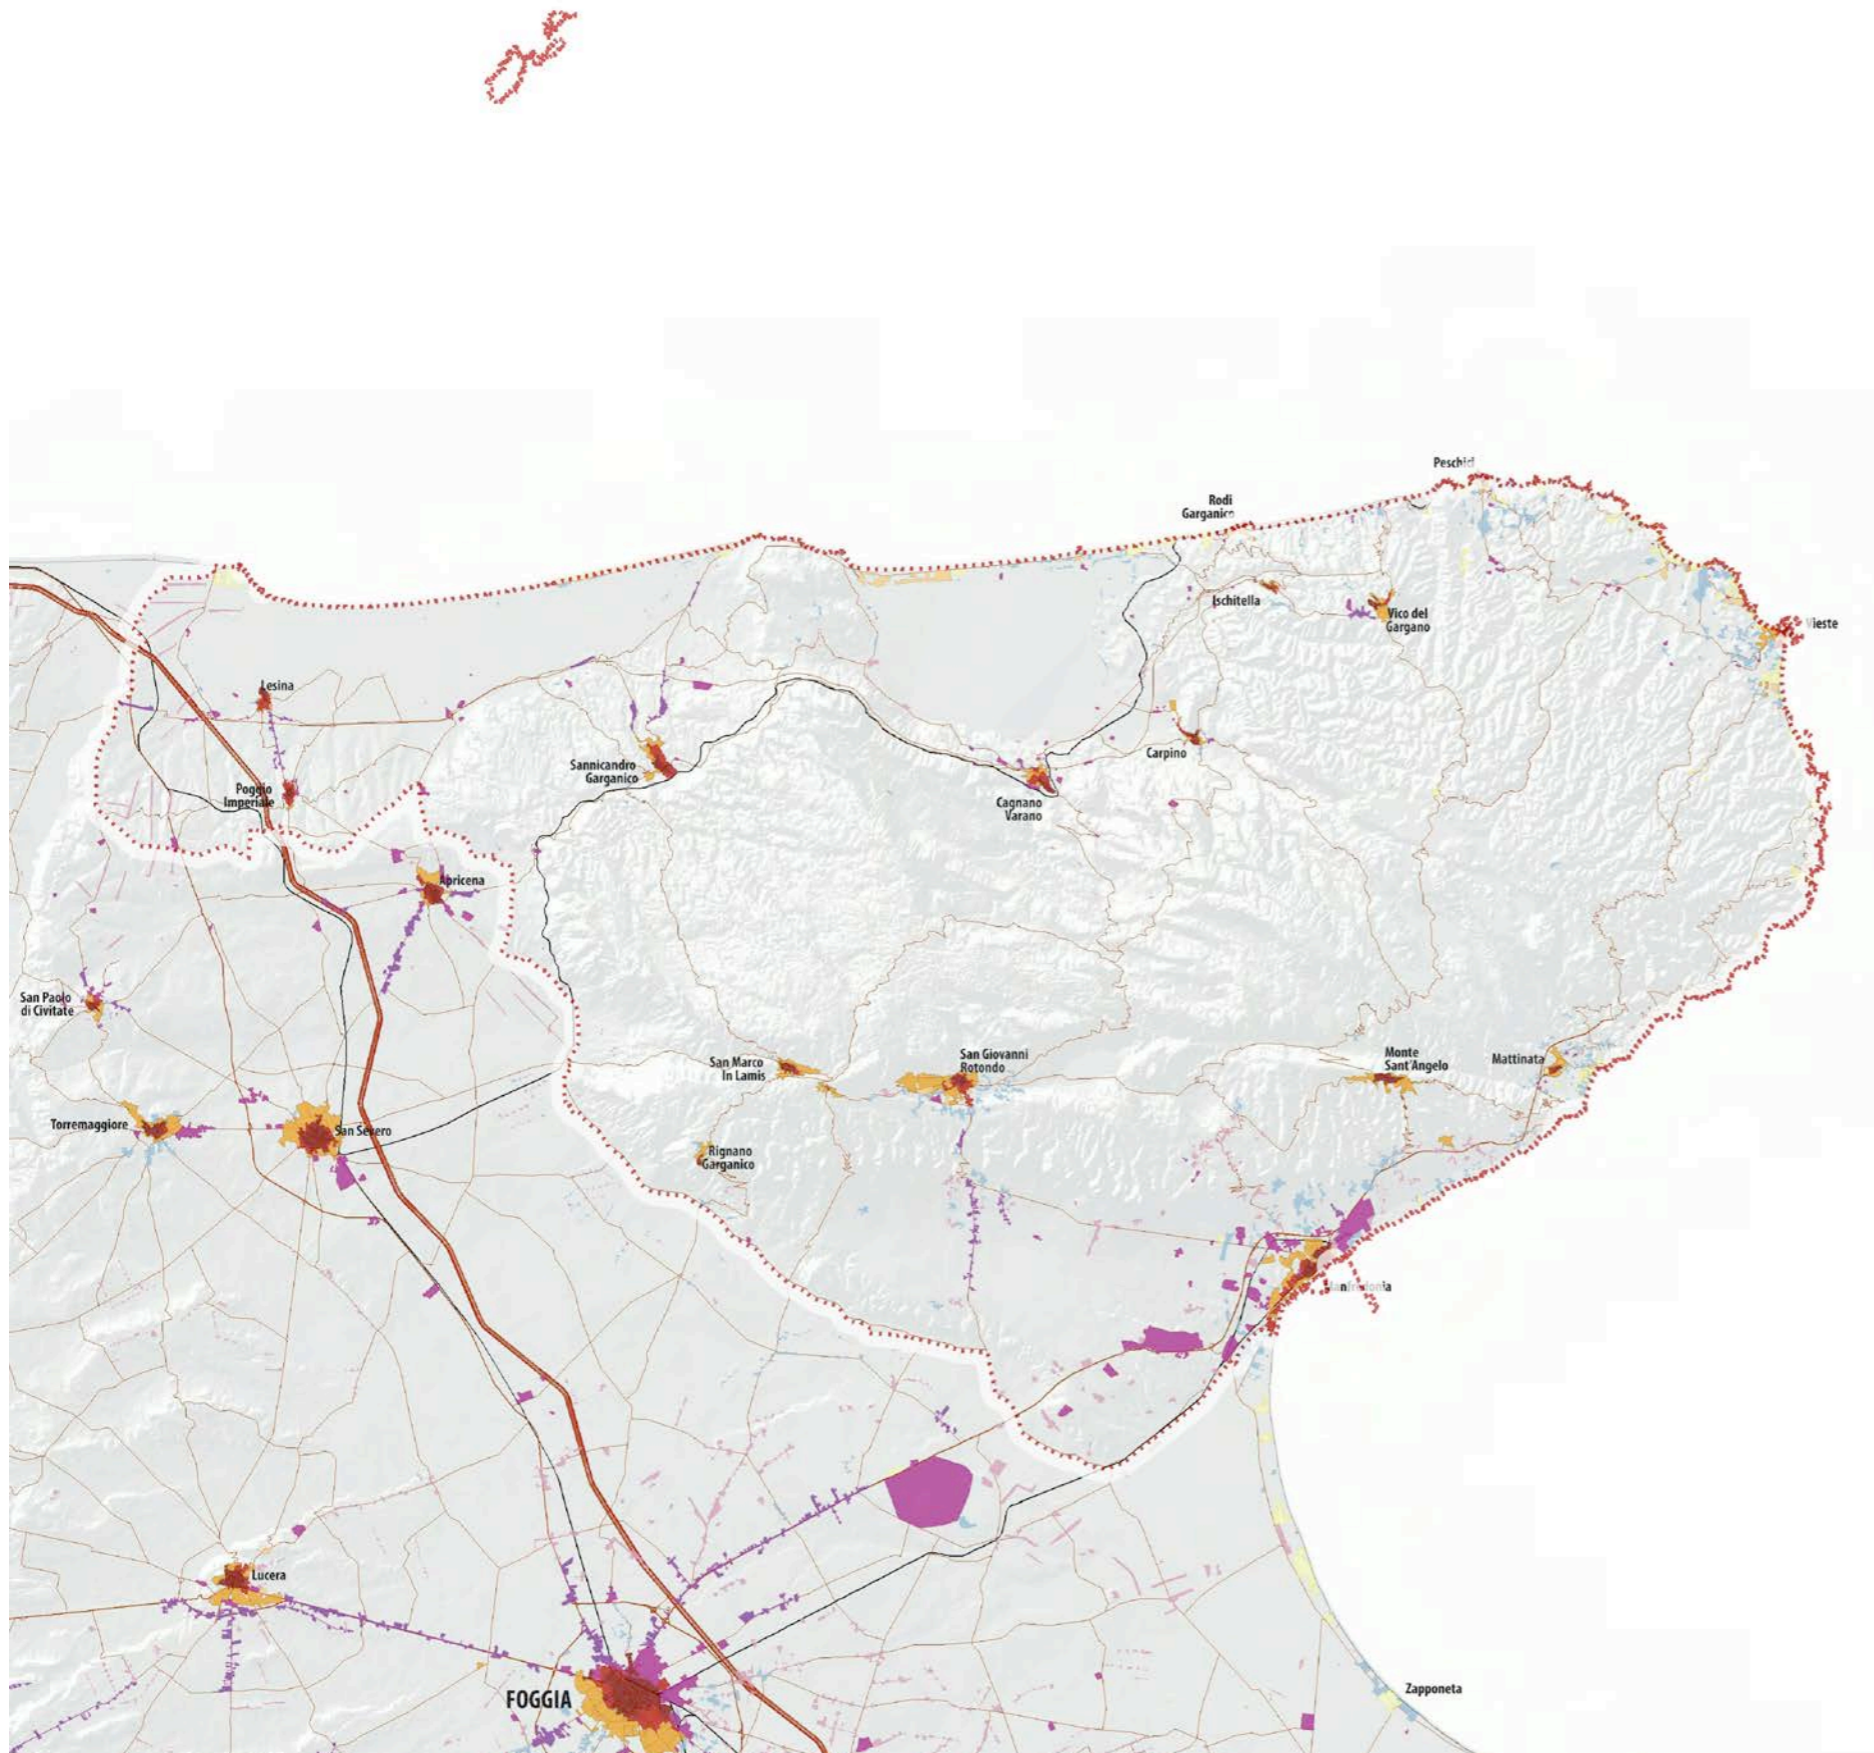 Peschici
Rodi
Garganico
Ischitella
Vico del
Gargano
Vieste
Lesina
Sannicandro
Garganico
Carpino
Poggio
Imperiale
Cagnano
Varano
Apricena
San Paolo
di Civitate
San Marco
In Lamis
San Giovanni
Rotondo
Monte
Sant'Angelo
Mattinata
Torremaggiore
San Severo
Rignano
Garganico
Manfredonia
Lucera
FOGGIA
Zapponeta